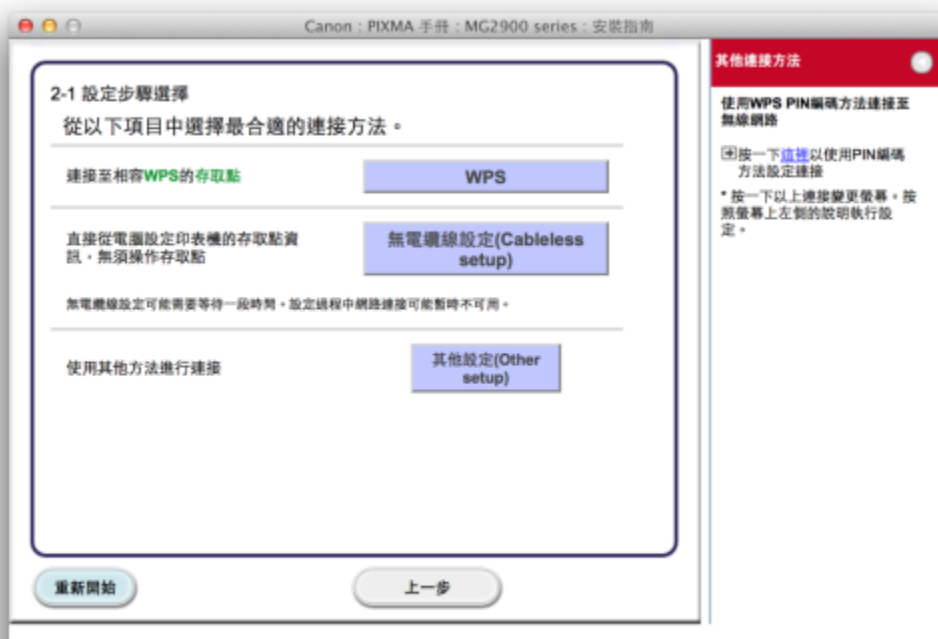 Canon : PIXMA 手冊 : MG2900 series : 安裝指南
2-1 設定步驟選擇
從以下項目中選擇最合適的連接方法。
連接至相容WPS的存取點
WPS
直接從電腦設定印表機的存取點資
訊，無須操作存取點
無電纜線設定(Cableless
setup)
無電纜線設定可能需要等待一段時間。設定過程中網路連接可能暫時不可用。
使用其他方法進行連接
其他設定(Other
setup)
重新開始
上一步
其他連接方法
使用WPS PIN編碼方法連接至
無線網路
按一下這裡以使用PIN編碼
方法設定連接
* 按一下以上連接變更螢幕。按
照螢幕上左側的說明執行設
定。